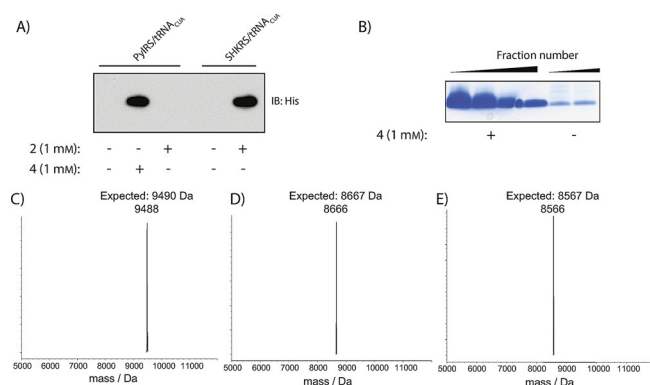 A)
PylRS/tRNACUA
SHKRS/tRNACUA
IB: His
2 (1 mM): - - + - +
4 (1 mM): - + - - -
B)
Fraction number
4 (1 mM): + -
C)
Expected: 9490 Da
9488
5000 6000 7000 8000 9000 10000 11000
mass / Da
D)
Expected: 8667 Da
8666
5000 6000 7000 8000 9000 10000 11000
mass / Da
E)
Expected: 8567 Da
8566
5000 6000 7000 8000 9000 10000 11000
mass / Da